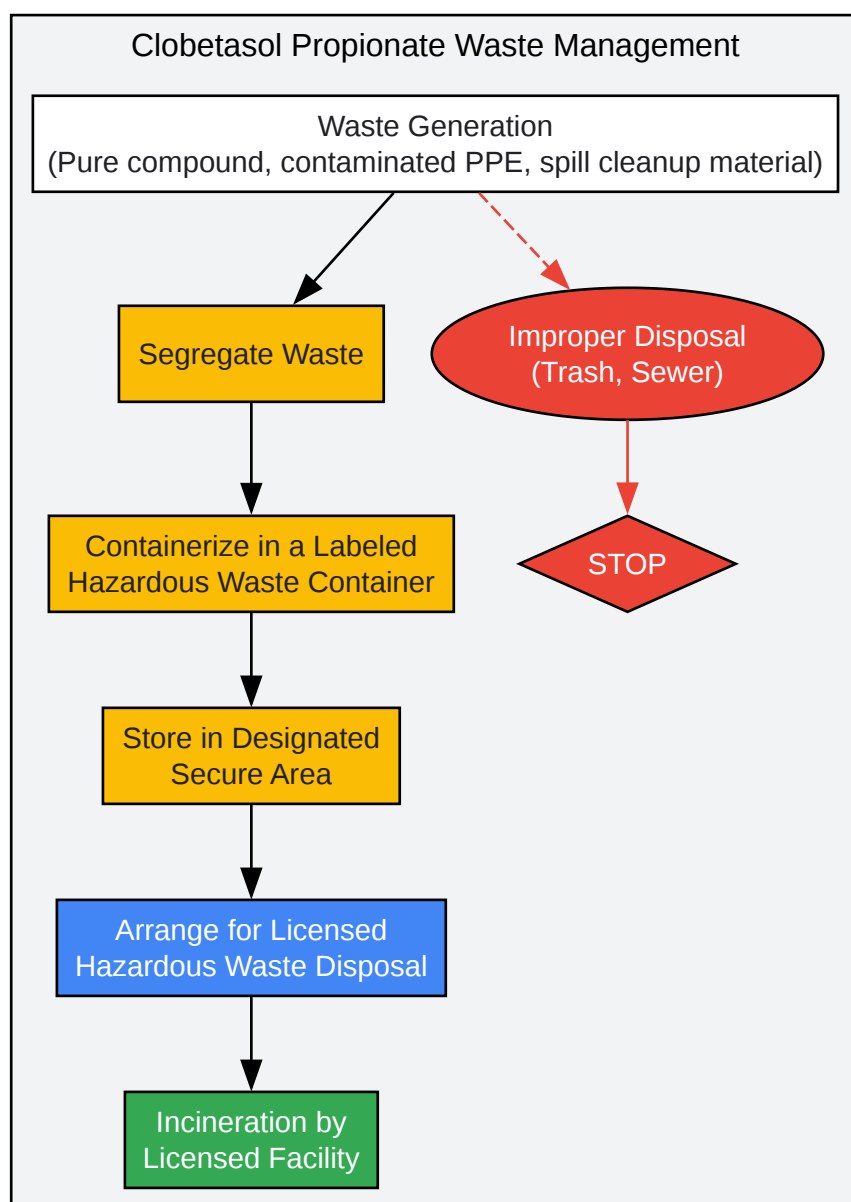 Clobetasol Propionate Waste Management
Waste Generation
(Pure compound, contaminated PPE, spill cleanup material)
Segregate Waste
Improper Disposal
(Trash, Sewer)
Containerize in a Labeled
Hazardous Waste Container
STOP
Store in Designated
Secure Area
Arrange for Licensed
Hazardous Waste Disposal
Incineration by
Licensed Facility